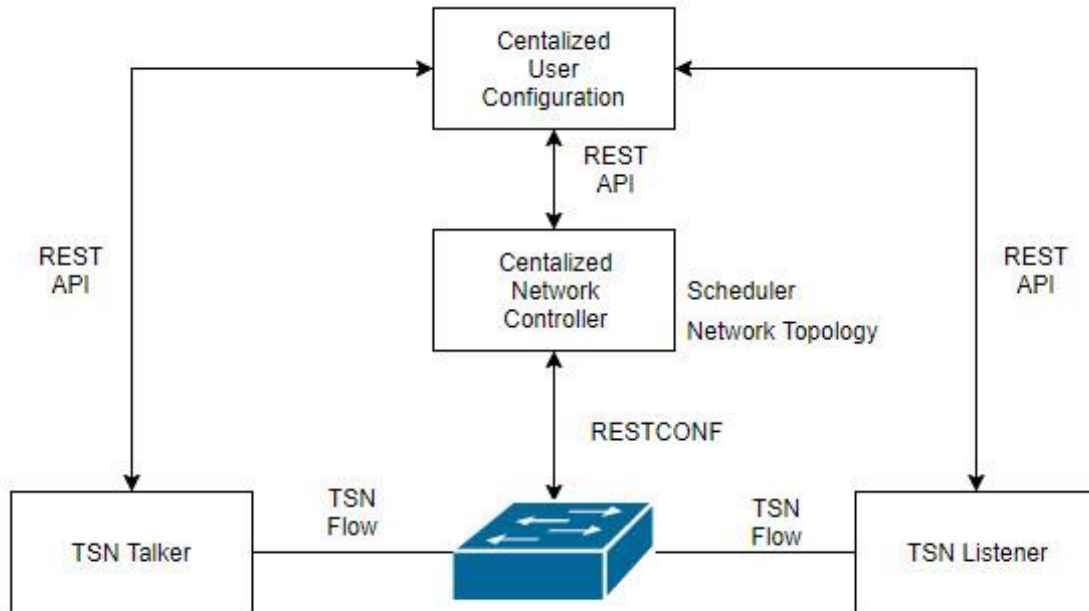 Centalized
User
Configuration
REST
API
REST
API
REST
API
Centalized
Network
Controller
Scheduler
Network Topology
RESTCONF
TSN Talker
TSN
Flow
TSN
Flow
TSN Listener